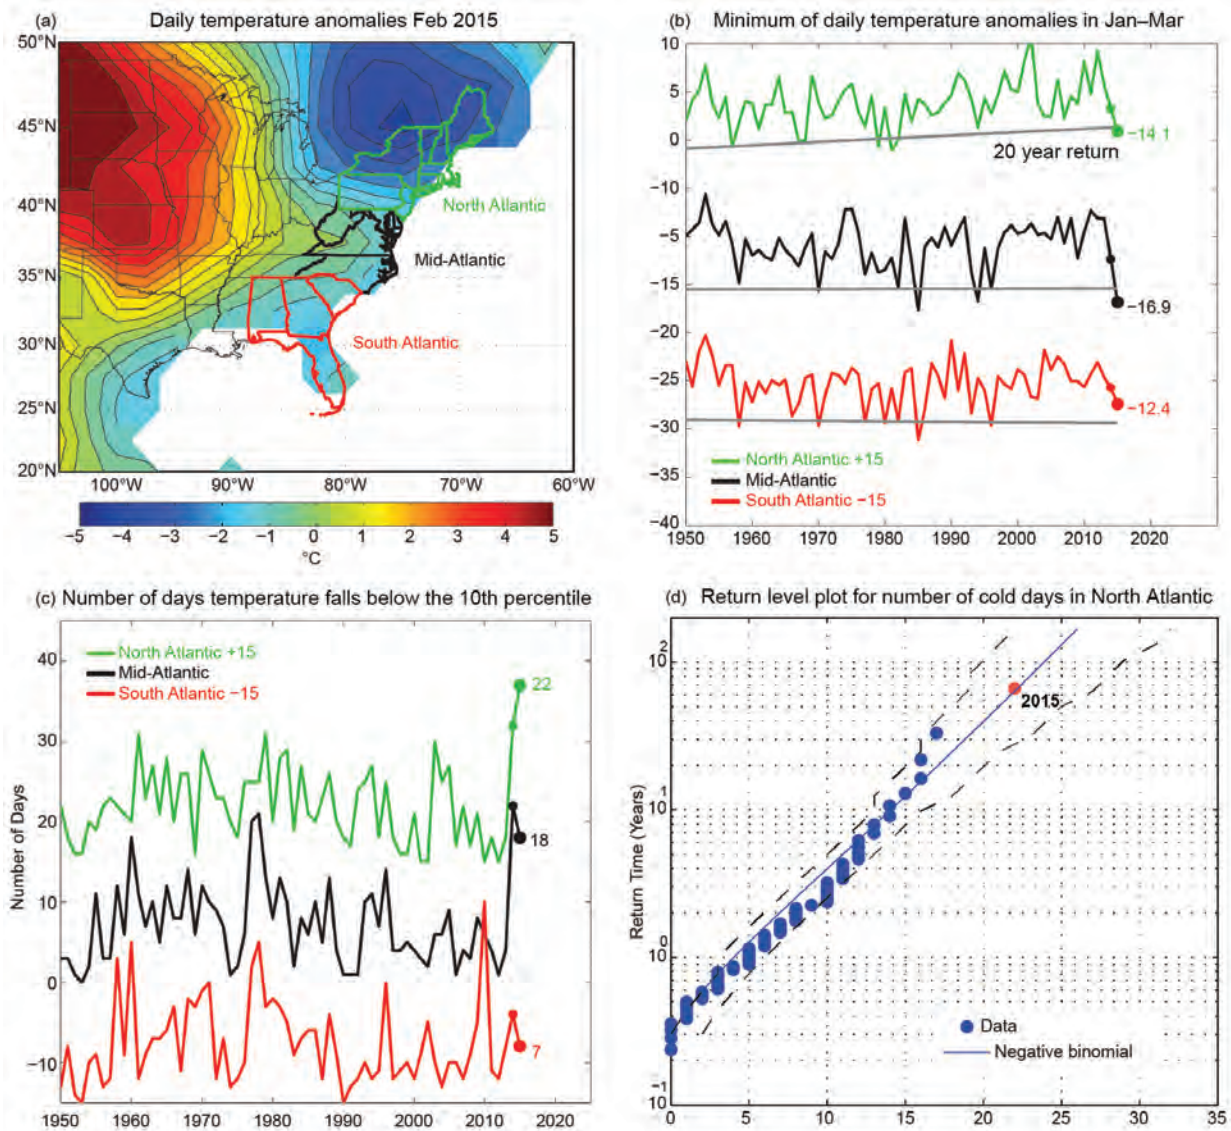 (a) Daily temperature anomalies Feb 2015
50°N
45°N
40°N
35°N
30°N
25°N
20°N
100°W 90°W 80°W 70°W 60°W
North Atlantic
Mid-Atlantic
South Atlantic
−5 −4 −3 −2 −1 0 1 2 3 4 5
°C
(b) Minimum of daily temperature anomalies in Jan–Mar
10
5
0
−10
−5
−15
−20
−25
−30
−35
−40
1950 1960 1970 1980 1990 2000 2010 2020
−14.1
20 year return
−16.9
−12.4
North Atlantic +15
Mid-Atlantic
South Atlantic −15
(c) Number of days temperature falls below the 10th percentile
Number of Days
40
30
20
10
0
−10
1950 1960 1970 1980 1990 2000 2010 2020
North Atlantic +15
Mid-Atlantic
South Atlantic −15
22
18
7
(d) Return level plot for number of cold days in North Atlantic
Return Time (Years)
10²
10¹
10⁰
10⁻¹
0 5 10 15 20 25 30 35
2015
Data
Negative binomial